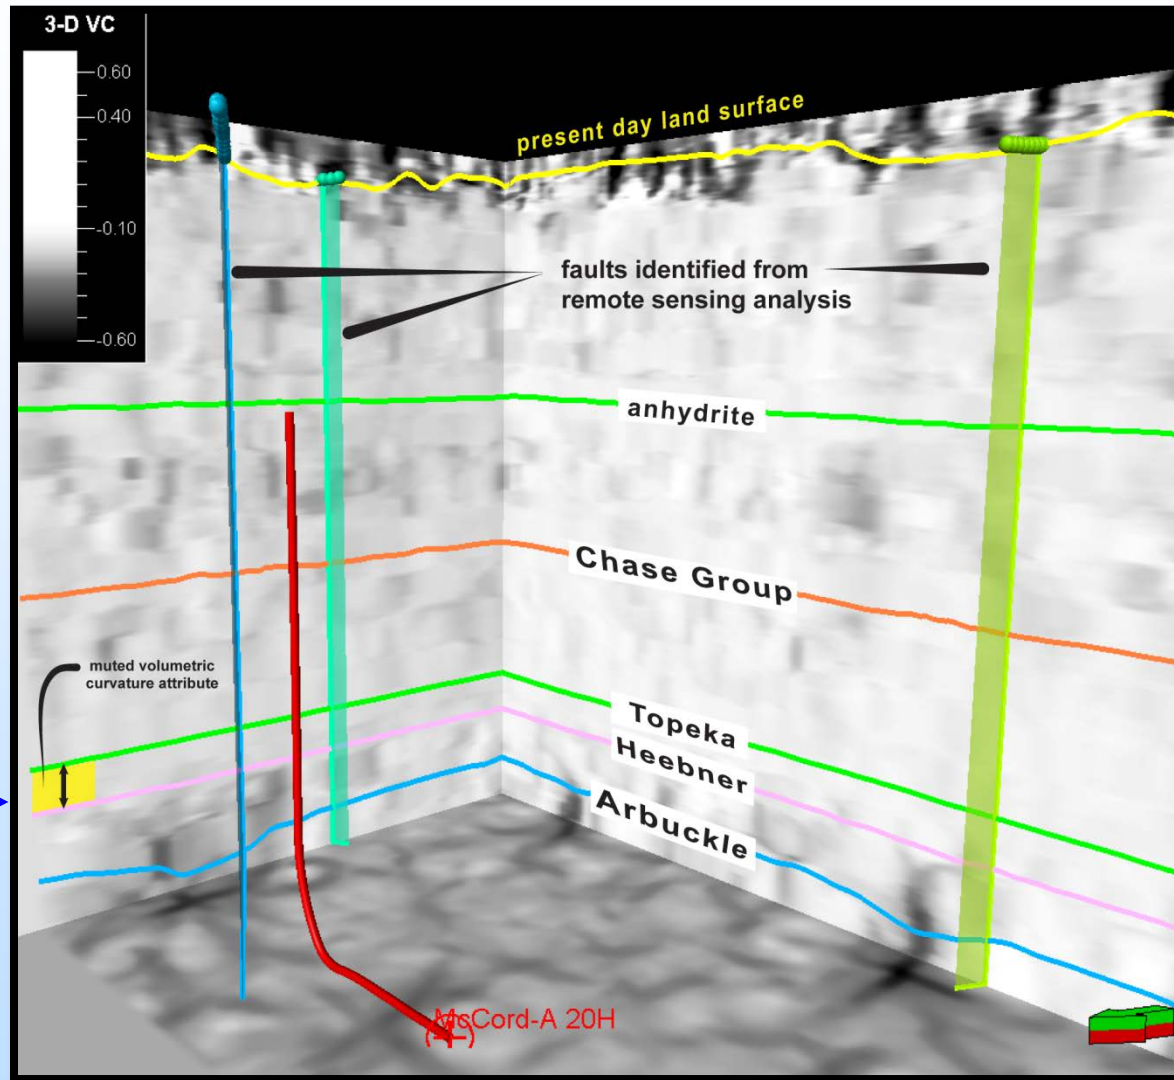 3-D VC
0.60
0.40
-0.10
-0.60
present day land surface
faults identified from
remote sensing analysis
anhydrite
Chase Group
muted volumetric
curvature attribute
Topeka
Heebner
Arbuckle
McCord-A 20H